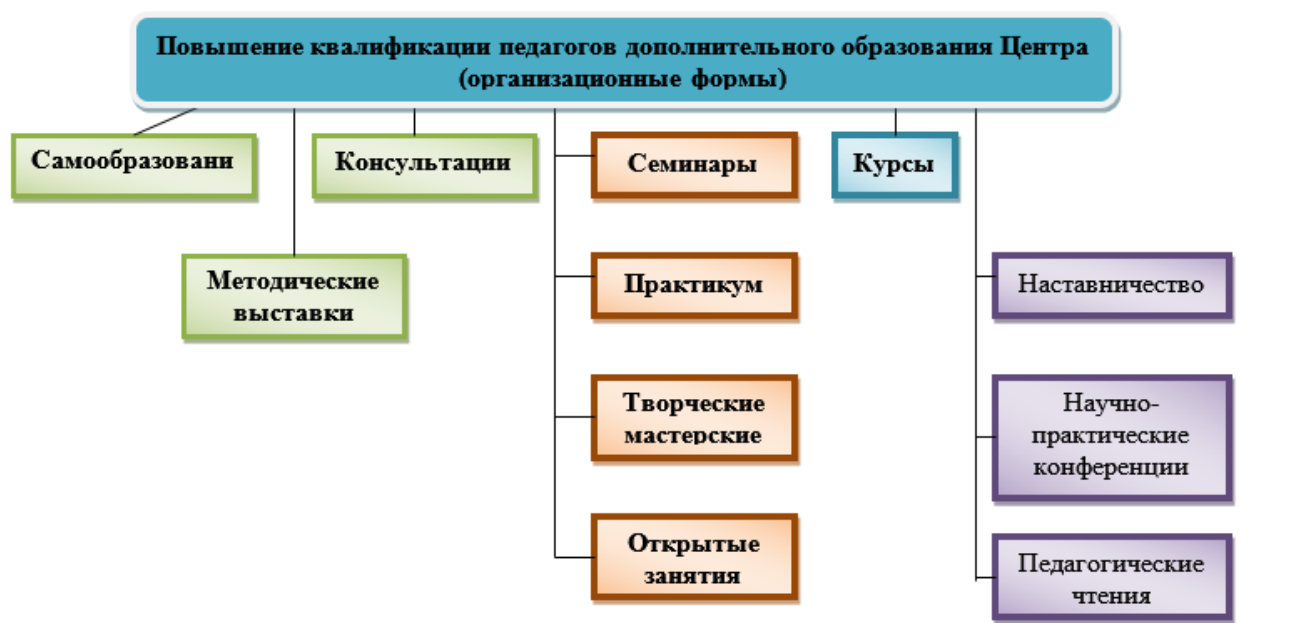 Повышение квалификации педагогов дополнительного образования Центра
(организационные формы)
Самообразовани
Консультации
Семинары
Курсы
Методические
выставки
Практикум
Наставничество
Творческие
мастерские
Научно-
практические
конференции
Открытые
занятия
Педагогические
чтения